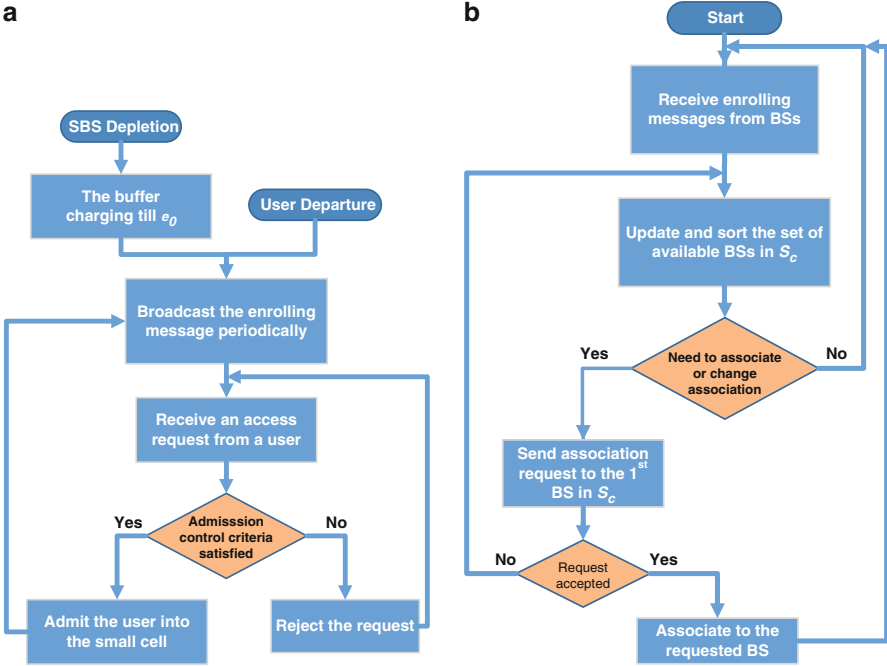 a
SBS Depletion
The buffer
charging till e0
User Departure
Broadcast the enrolling
message periodically
Receive an access
request from a user
Admisssion
control criteria
satisfied
Yes
No
Admit the user into
the small cell
Reject the request
b
Start
Receive enrolling
messages from BSs
Update and sort the set of
available BSs in Sc
Need to associate
or change
association
Yes
No
Send association
request to the 1st
BS in Sc
Request
accepted
No
Yes
Associate to the
requested BS